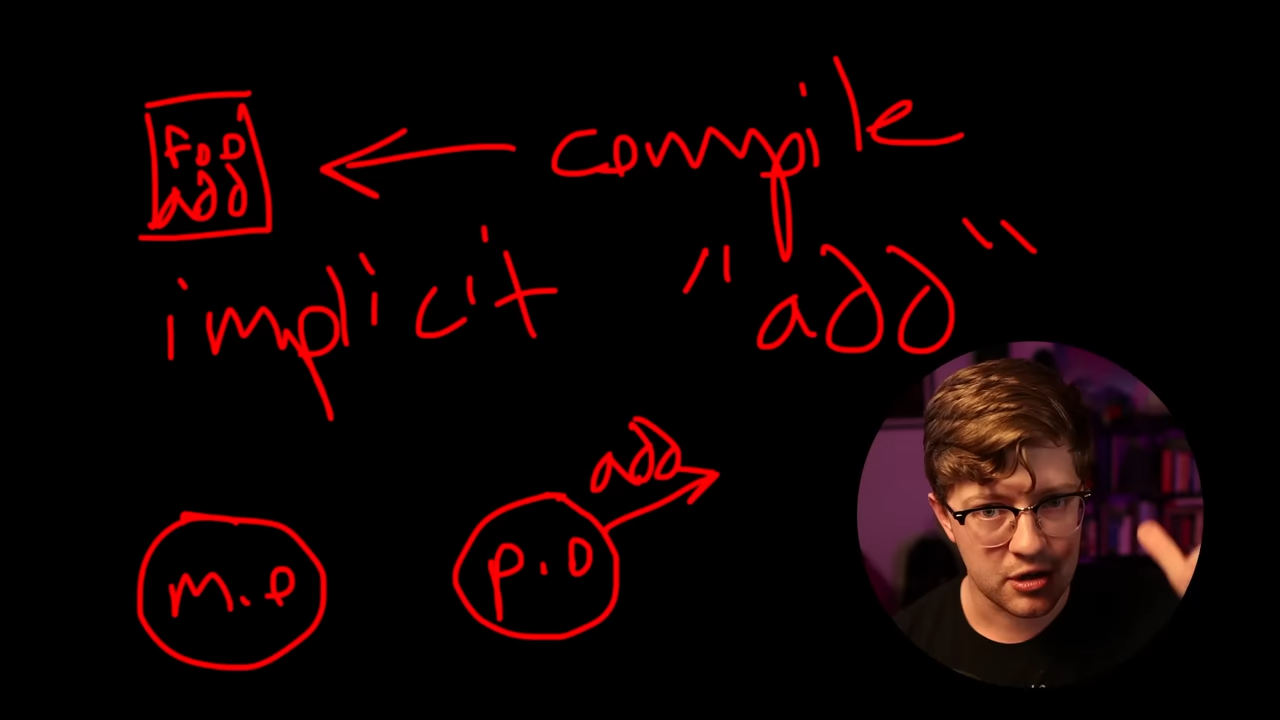 foo
add
compile
implicit "add"
add
m.o
p.o